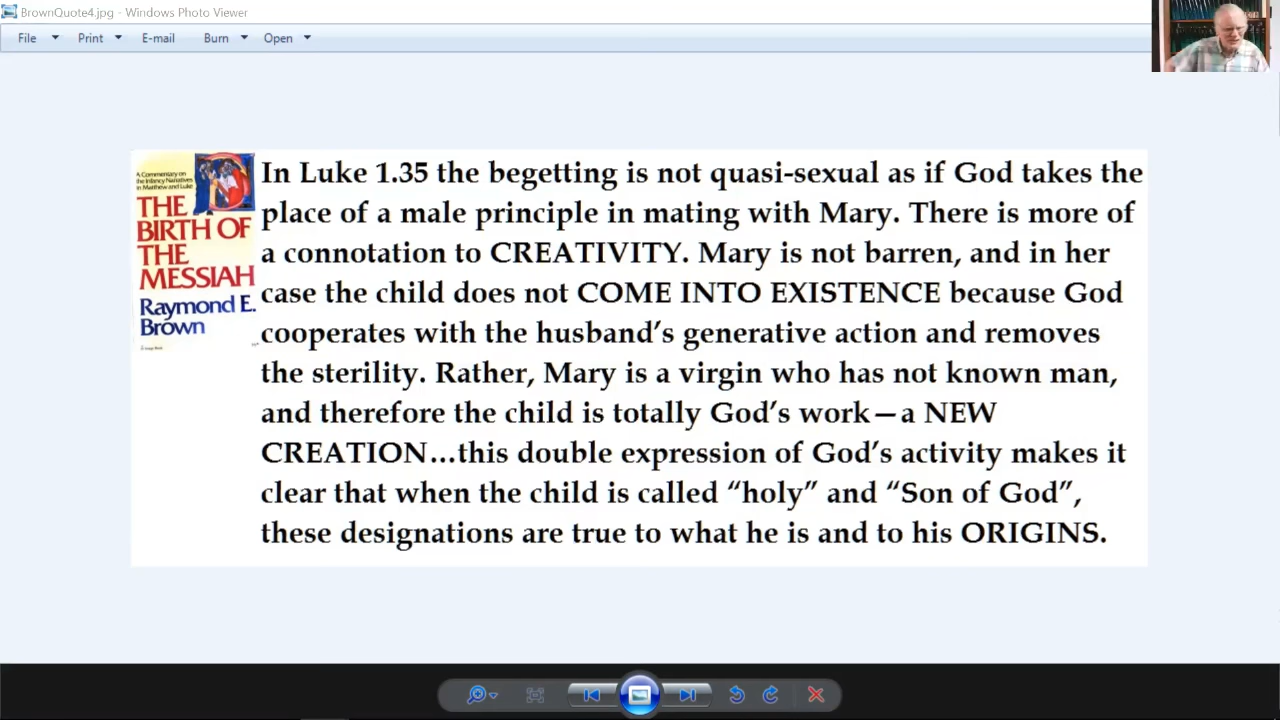 BrownQuote4.jpg - Windows Photo Viewer
File Print E-mail Burn Open
A Commentary on
the Infancy Narratives
in Matthew and Luke
THE
BIRTH OF
THE
MESSIAH
Raymond E.
Brown
In Luke 1.35 the begetting is not quasi-sexual as if God takes the
place of a male principle in mating with Mary. There is more of
a connotation to CREATIVITY. Mary is not barren, and in her
case the child does not COME INTO EXISTENCE because God
cooperates with the husband's generative action and removes
the sterility. Rather, Mary is a virgin who has not known man,
and therefore the child is totally God's work—a NEW
CREATION...this double expression of God's activity makes it
clear that when the child is called “holy” and “Son of God”,
these designations are true to what he is and to his ORIGINS.